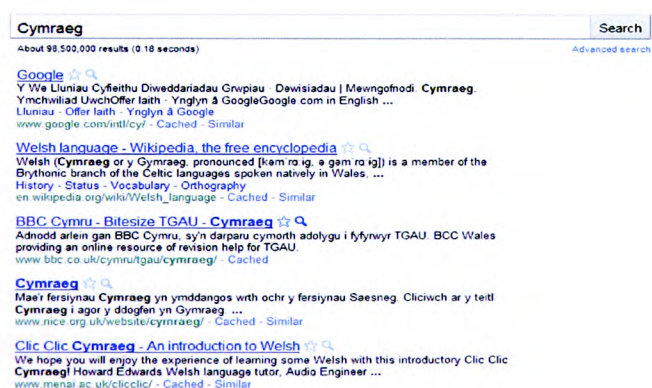 Cymraeg Search
About 98,500,000 results (0.18 seconds) Advanced search
Google
Y We Lluniau Cyfieithu Diweddariadau Grwpiau · Dewisiadau | Mewngofnodi. Cymraeg.
Ymchwiliad UwchOffer Iaith · Ynglyn â GoogleGoogle com in English ...
Lluniau - Offer Iaith - Ynglyn â Google
www.google.com/intl/cy/ - Cached - Similar
Welsh language - Wikipedia, the free encyclopedia
Welsh (Cymraeg or y Gymraeg, pronounced
) is a member of the
Brythonic branch of the Celtic languages spoken natively in Wales, ...
History - Status - Vocabulary - Orthography
en.wikipedia.org/wiki/Welsh_language - Cached - Similar
BBC Cymru - Bitesize TGAU - Cymraeg
Adnodd arlein gan BBC Cymru, sy'n darparu cymorth adolygu i fyfyrwyr TGAU. BCC Wales
providing an online resource of revision help for TGAU.
www.bbc.co.uk/cymru/tgau/cymraeg/ - Cached
Cymraeg
Mae'r fersiynau Cymraeg yn ymddangos wrth ochr y fersiynau Saesneg. Cliciwch ar y teitl
Cymraeg i agor y ddogfen yn Gymraeg. ...
www.nice.org.uk/website/cymraeg/ - Cached - Similar
Clic Clic Cymraeg - An introduction to Welsh
We hope you will enjoy the experience of learning some Welsh with this introductory Clic Clic
Cymraeg! Howard Edwards Welsh language tutor, Audio Engineer ...
www.menai.ac.uk/clicclic/ - Cached - Similar